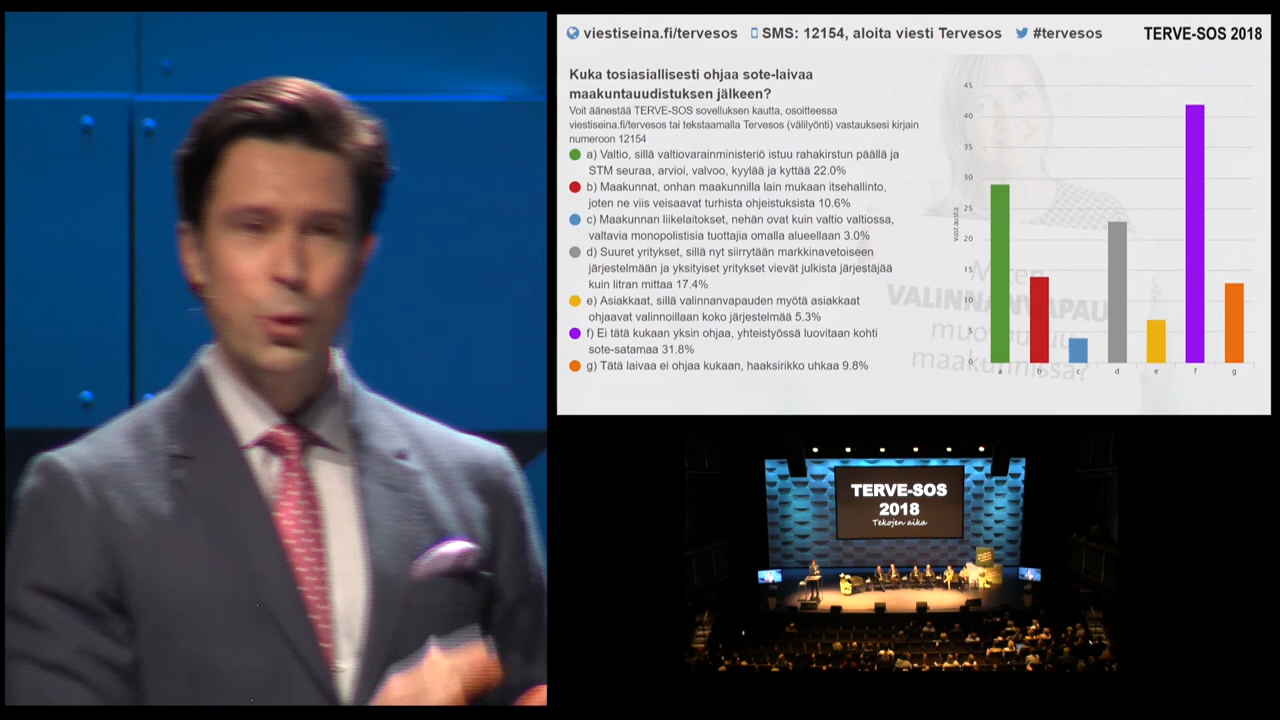 viestiseina.fi/tervesos SMS: 12154, aloita viesti Tervesos #tervesos TERVE-SOS 2018
Kuka tosiasiallisesti ohjaa sote-laivaa
maakuntauudistuksen jälkeen?
Voit äänestää TERVE-SOS sovelluksen kautta, osoitteessa
viestiseina.fi/tervesos tai tekstaamalla Tervesos (välilyönti) vastauksesi kirjain
numeroon 12154
a) Valtio, sillä valtiovarainministeriö istuu rahakirstun päällä ja
STM seuraa, arvioi, valvoo, kyylää ja kyttää 22.0%
b) Maakunnat, onhan maakunnilla lain mukaan itsehallinto,
joten ne viis veisaavat turhista ohjeistuksista 10.6%
c) Maakunnan liikelaitokset, nehän ovat kuin valtio valtiossa,
valtavia monopolistisia tuottajia omalla alueellaan 3.0%
d) Suuret yritykset, sillä nyt siirrytään markkinavetoiseen
järjestelmään ja yksityiset yritykset vievät julkista järjestäjää
kuin litran mittaa 17.4%
e) Asiakkaat, sillä valinnanvapauden myötä asiakkaat
ohjaavat valinnoillaan koko järjestelmää 5.3%
f) Ei tätä kukaan yksin ohjaa, yhteistyössä luovitaan kohti
sote-satamaa 31.8%
g) Tätä laivaa ei ohjaa kukaan, haaksirikko uhkaa 9.8%
45
40
35
30
25
20
15
10
5
0
vastausta
a b c d e f g
Miten
VALINNANVAPAU
muotoutuu
maakunnissa?
TERVE-SOS
2018
Tekojen aika